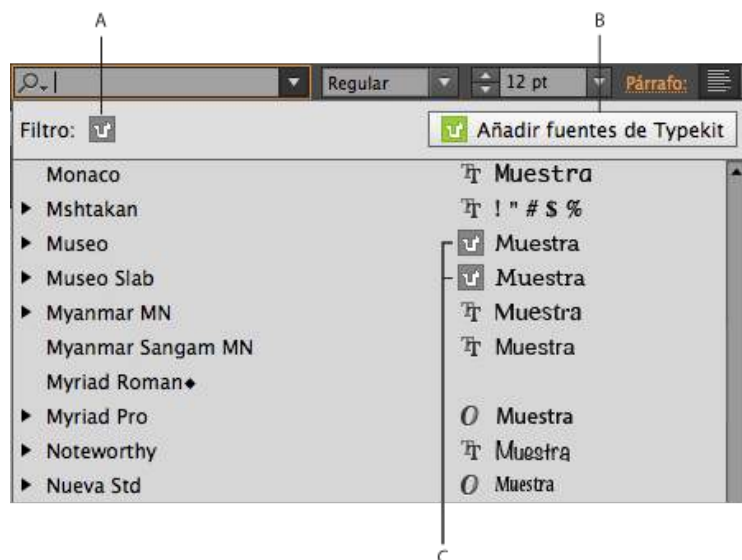 A B
Regular 12 pt Párrafo:
Filtro: Añadir fuentes de Typekit
Monaco Muestra
Mshtakan ! " # $ %
Museo Muestra
Museo Slab Muestra
Myanmar MN Muestra
Myanmar Sangam MN Muestra
Myriad Roman
Myriad Pro Muestra
Noteworthy Muestra
Nueva Std Muestra
C